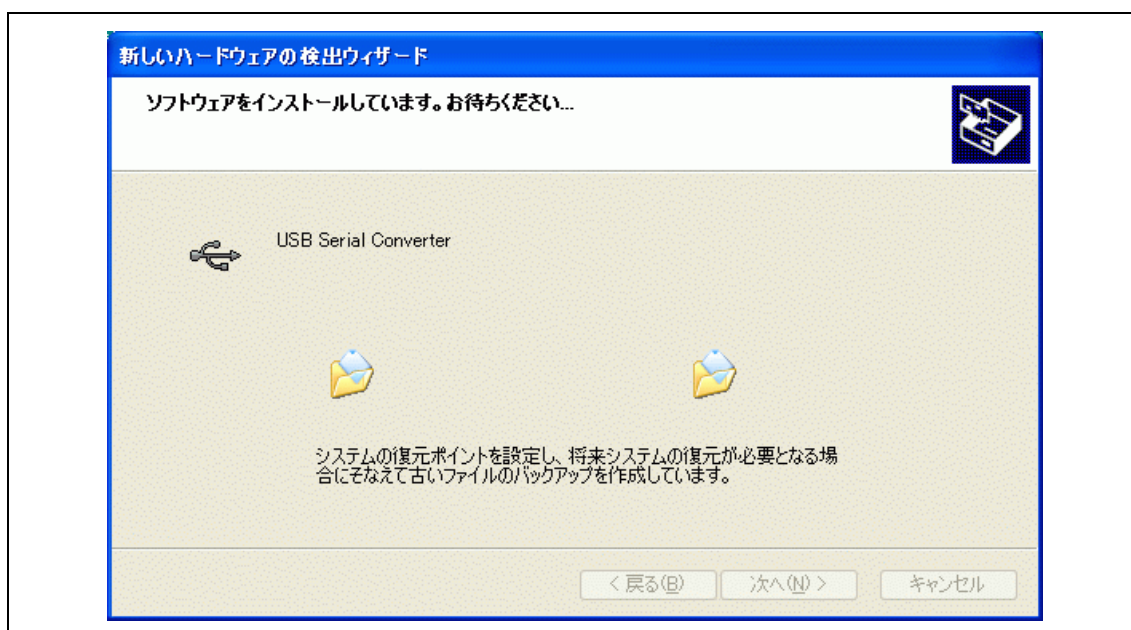 新しいハードウェアの検出ウィザード
ソフトウェアをインストールしています。お待ちください...
USB Serial Converter
システムの復元ポイントを設定し、将来システムの復元が必要となる場
合にそなえて古いファイルのバックアップを作成しています。
< 戻る(B) 次へ(N) > キャンセル